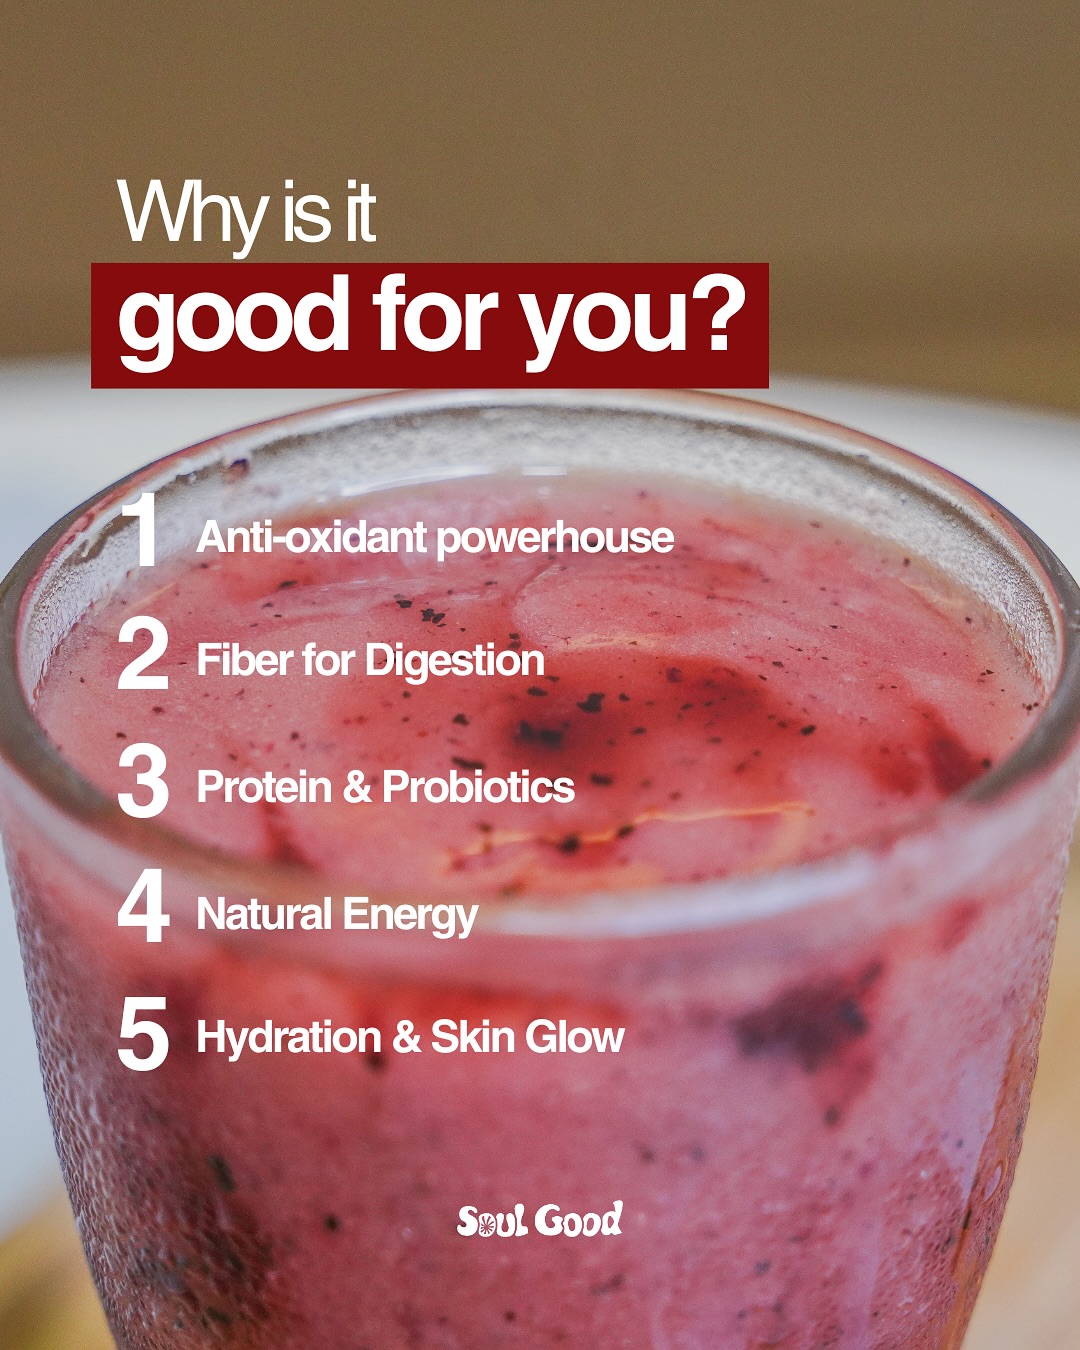 Why is it
good for you?
1 Anti-oxidant powerhouse
2 Fiber for Digestion
3 Protein & Probiotics
4 Natural Energy
5 Hydration & Skin Glow
Soul Good